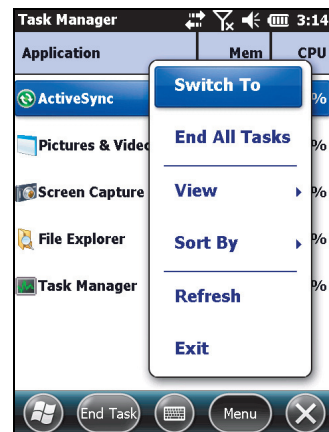 Task Manager 3:14
Application Mem CPU
ActiveSync %
Switch To
Pictures & Video %
End All Tasks
Screen Capture %
View
File Explorer %
Sort By
Task Manager %
Refresh
Exit
End Task Menu